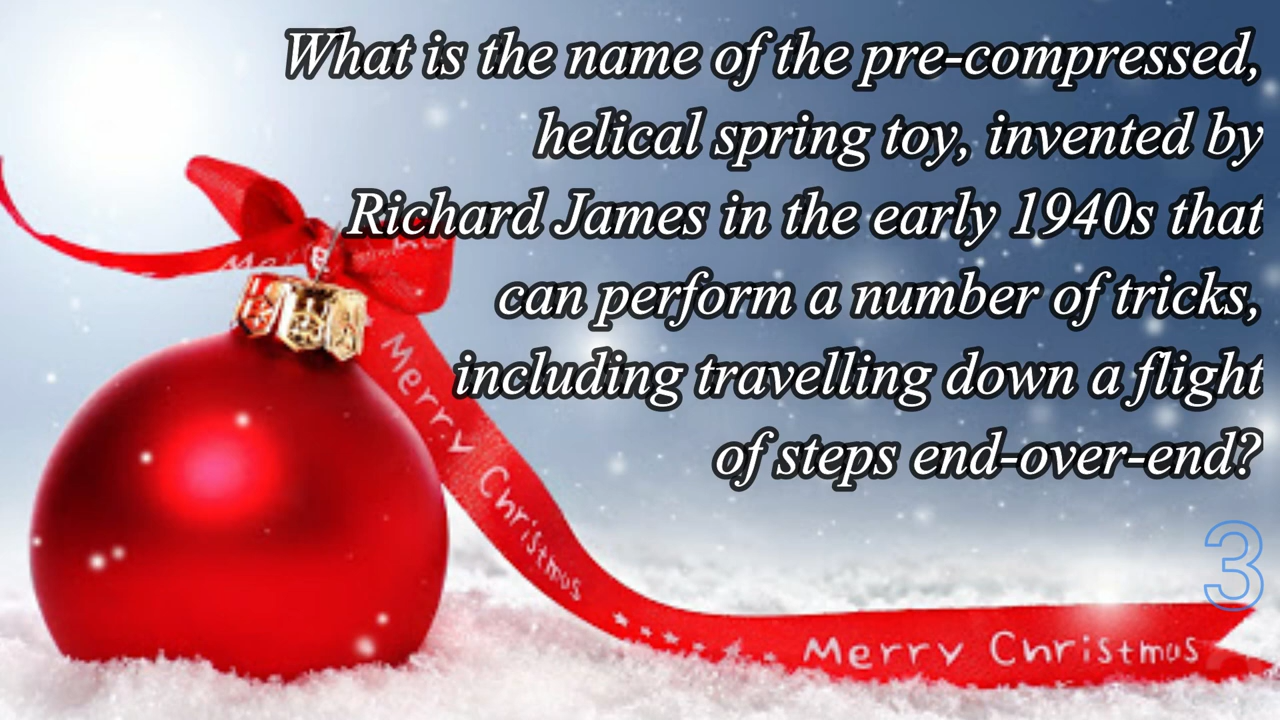 What is the name of the pre-compressed,
helical spring toy, invented by
Richard James in the early 1940s that
can perform a number of tricks,
including travelling down a flight
of steps end-over-end?
3
Merry Christmas
Merry Christmas